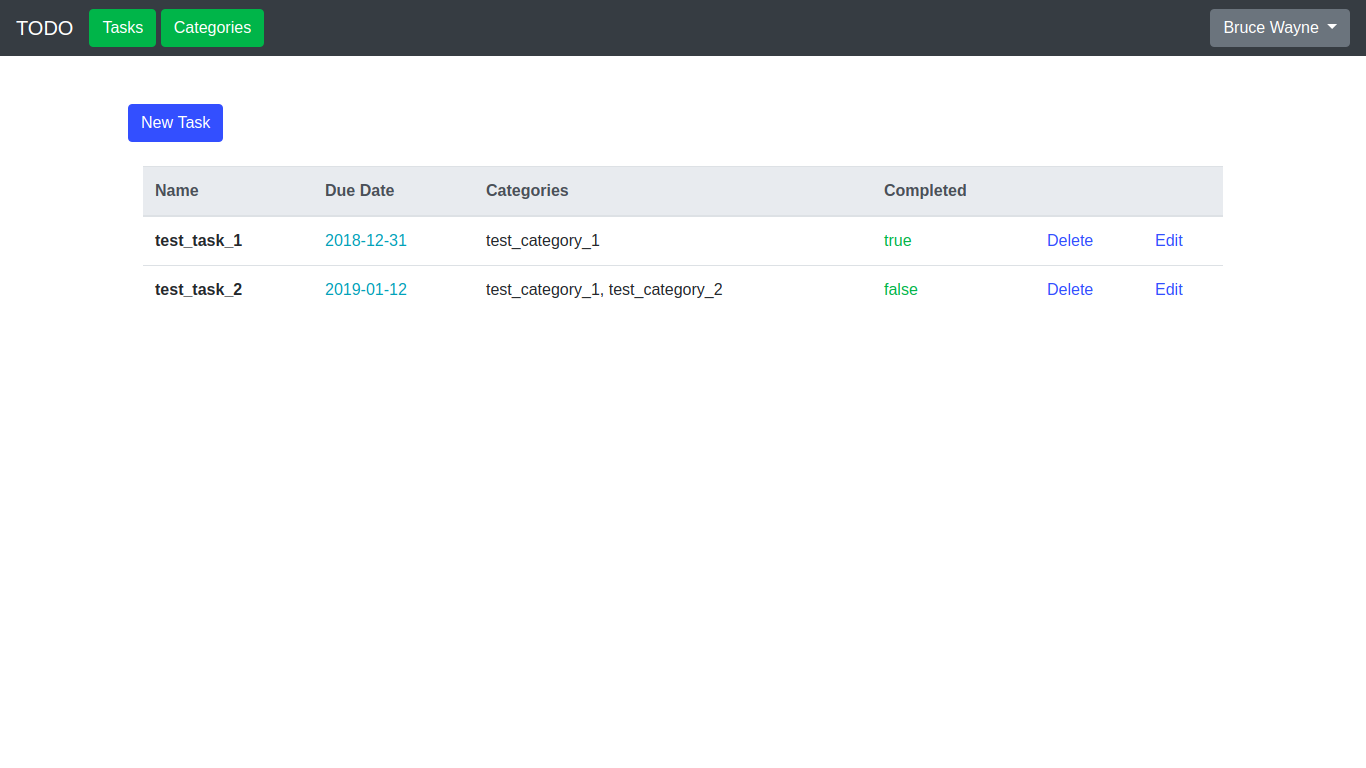 TODO Tasks Categories Bruce Wayne
New Task
Name Due Date Categories Completed
test_task_1 2018-12-31 test_category_1 true Delete Edit
test_task_2 2019-01-12 test_category_1, test_category_2 false Delete Edit